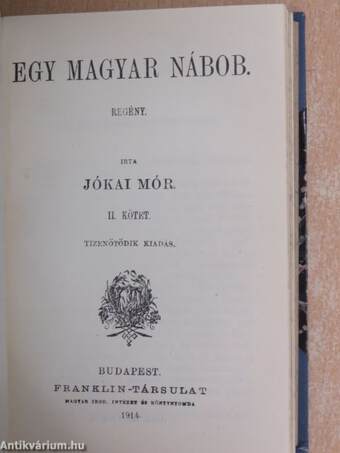 EGY MAGYAR NÁBOB.
REGÉNY.
IRTA
JÓKAI MÓR.
II. KÖTET.
TIZENÖTÖDIK KIADÁS.
BUDAPEST.
FRANKLIN-TÁRSULAT
MAGYAR IROD. INTÉZET ÉS KÖNYVNYOMDA
1914.
Antikvárium.hu